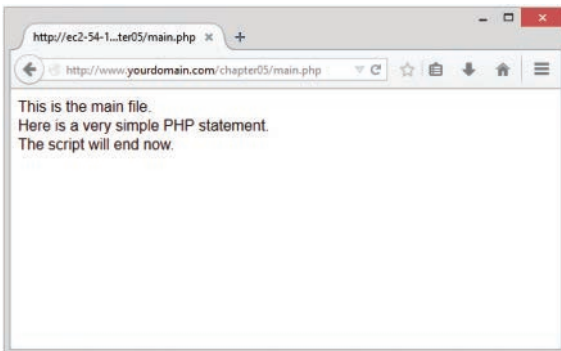 http://ec2-54-1...ter05/main.php
http://www.yourdomain.com/chapter05/main.php
This is the main file.
Here is a very simple PHP statement.
The script will end now.